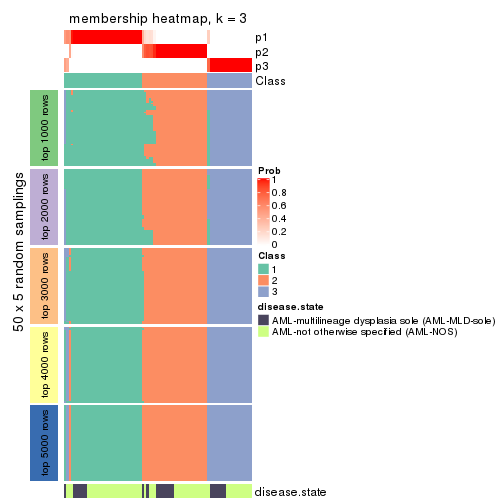 membership heatmap, k = 3
p1
p2
p3
Class
50 x 5 random samplings
top 1000 rows
top 2000 rows
top 3000 rows
top 4000 rows
top 5000 rows
Prob
1
0.8
0.6
0.4
0.2
0
Class
1
2
3
disease.state
AML-multilineage dysplasia sole (AML-MLD-sole)
AML-not otherwise specified (AML-NOS)
disease.state